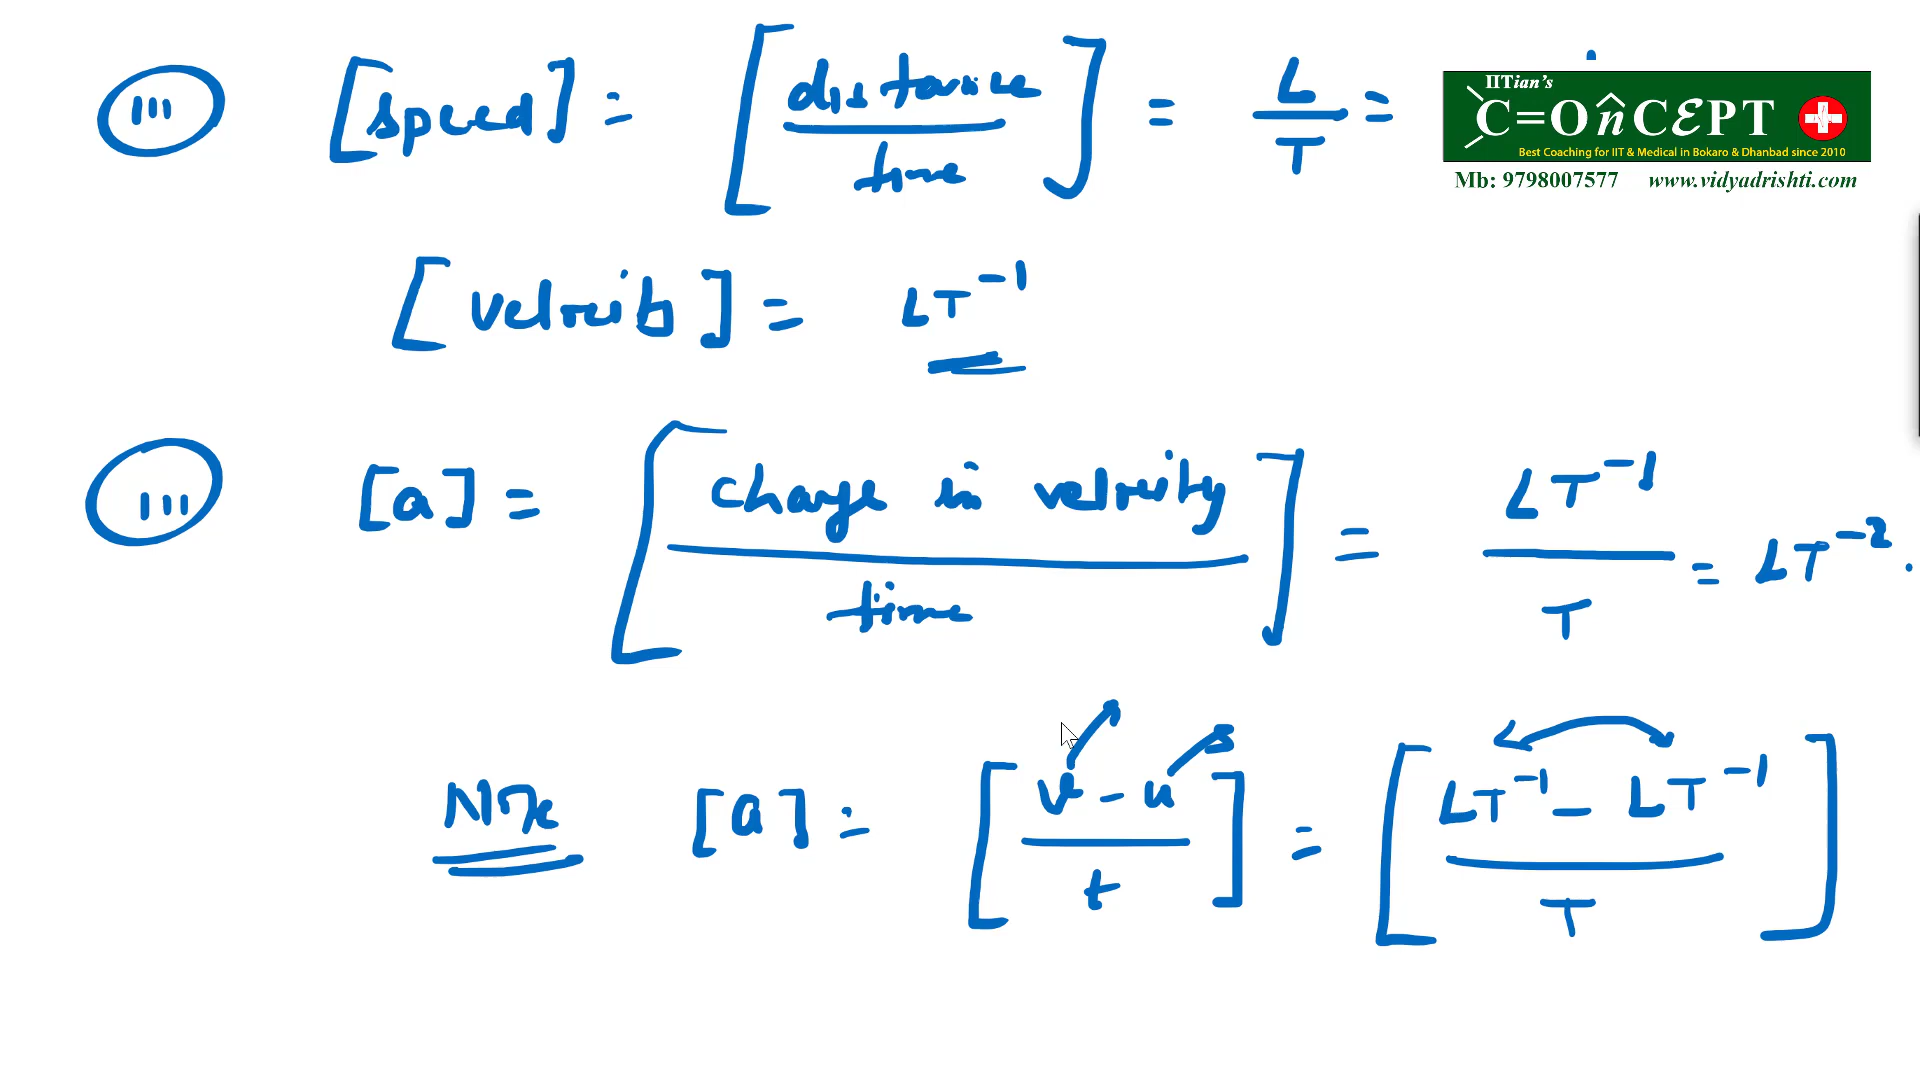 (III) [speed] = [distance / time] = L / T =
IITian's
C=OnCEPT
Best Coaching for IIT & Medical in Bokaro & Dhanbad since 2010
Mb: 9798007577 www.vidyadrishti.com
[velocity] = LT⁻¹
(III) [a] = [change in velocity / time] = LT⁻¹ / T = LT⁻² .
Note [a] = [v - u / t] = [LT⁻¹ - LT⁻¹ / T]